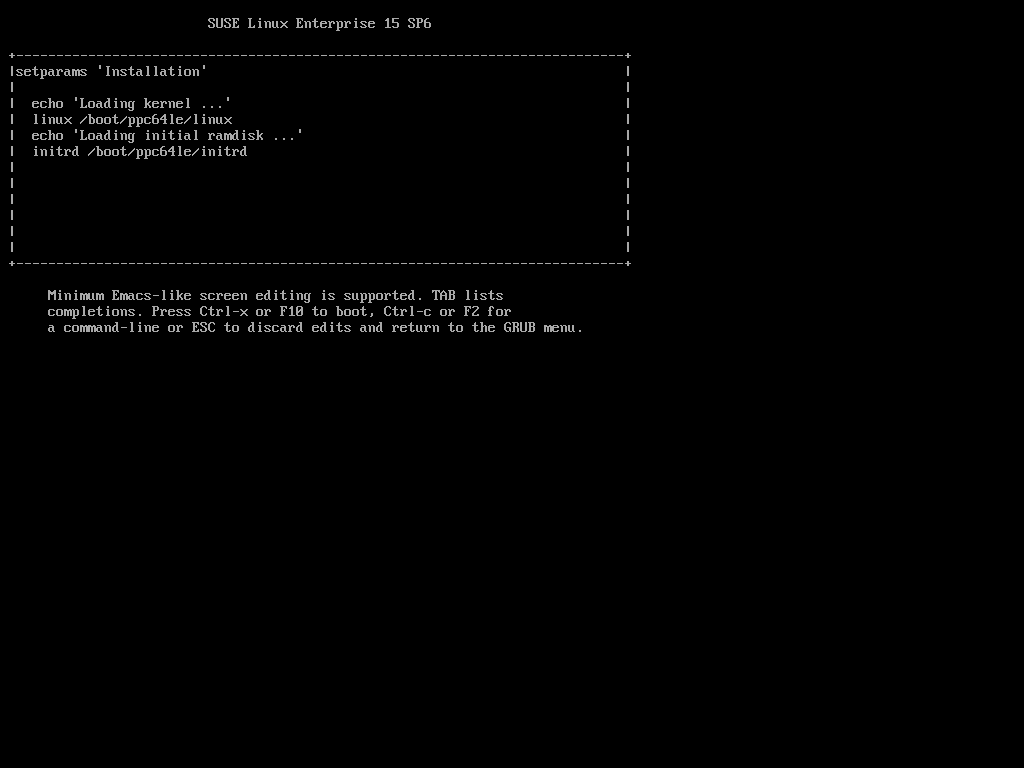 SUSE Linux Enterprise 15 SP6
setparams 'Installation'
echo 'Loading kernel ...'
linux /boot/ppc64le/linux
echo 'Loading initial ramdisk ...'
initrd /boot/ppc64le/initrd
Minimum Emacs-like screen editing is supported. TAB lists
completions. Press Ctrl-x or F10 to boot, Ctrl-c or F2 for
a command-line or ESC to discard edits and return to the GRUB menu.